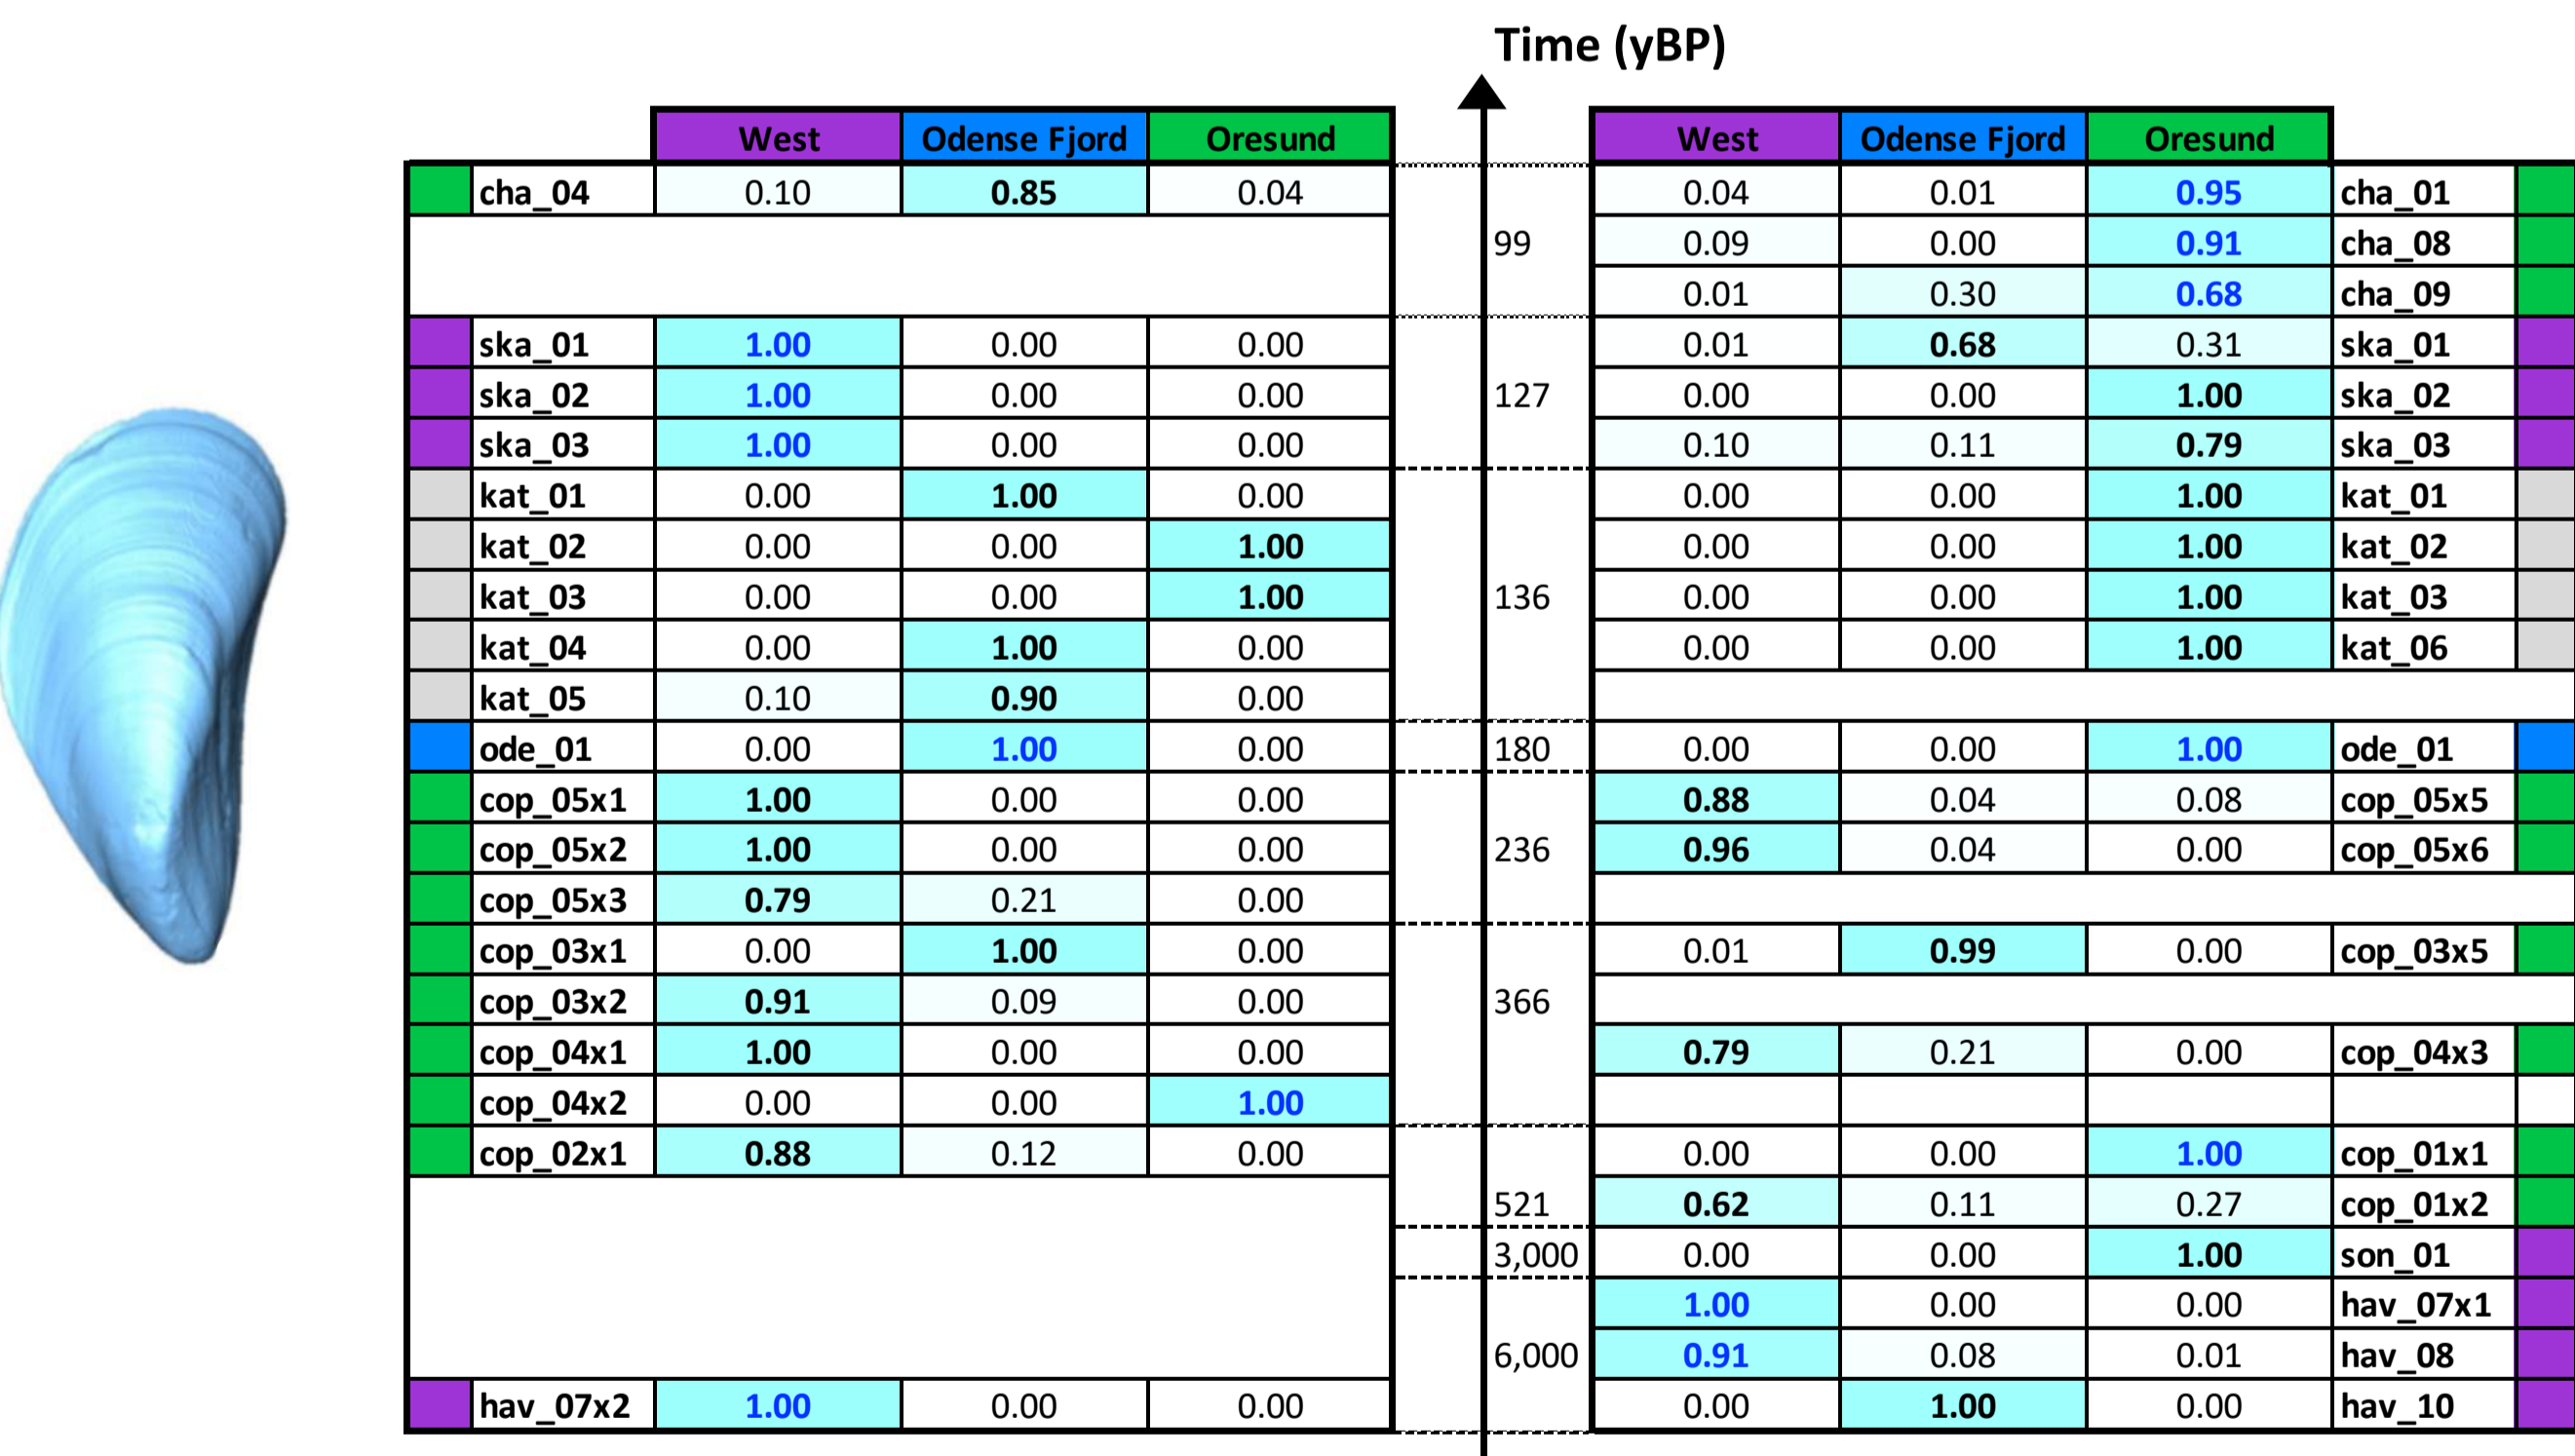 Time (yBP)
West Odense Fjord Oresund West Odense Fjord Oresund
cha_04 0.10 0.85 0.04 0.04 0.01 0.95 cha_01
99 0.09 0.00 0.91 cha_08
0.01 0.30 0.68 cha_09
ska_01 1.00 0.00 0.00 0.01 0.68 0.31 ska_01
ska_02 1.00 0.00 0.00 127 0.00 0.00 1.00 ska_02
ska_03 1.00 0.00 0.00 0.10 0.11 0.79 ska_03
kat_01 0.00 1.00 0.00 0.00 0.00 1.00 kat_01
kat_02 0.00 0.00 1.00 0.00 0.00 1.00 kat_02
kat_03 0.00 0.00 1.00 136 0.00 0.00 1.00 kat_03
kat_04 0.00 1.00 0.00 0.00 0.00 1.00 kat_06
kat_05 0.10 0.90 0.00
ode_01 0.00 1.00 0.00 180 0.00 0.00 1.00 ode_01
cop_05x1 1.00 0.00 0.00 0.88 0.04 0.08 cop_05x5
cop_05x2 1.00 0.00 0.00 236 0.96 0.04 0.00 cop_05x6
cop_05x3 0.79 0.21 0.00
cop_03x1 0.00 1.00 0.00 0.01 0.99 0.00 cop_03x5
cop_03x2 0.91 0.09 0.00 366
cop_04x1 1.00 0.00 0.00 0.79 0.21 0.00 cop_04x3
cop_04x2 0.00 0.00 1.00
cop_02x1 0.88 0.12 0.00 0.00 0.00 1.00 cop_01x1
521 0.62 0.11 0.27 cop_01x2
3,000 0.00 0.00 1.00 son_01
1.00 0.00 0.00 hav_07x1
6,000 0.91 0.08 0.01 hav_08
hav_07x2 1.00 0.00 0.00 0.00 1.00 0.00 hav_10